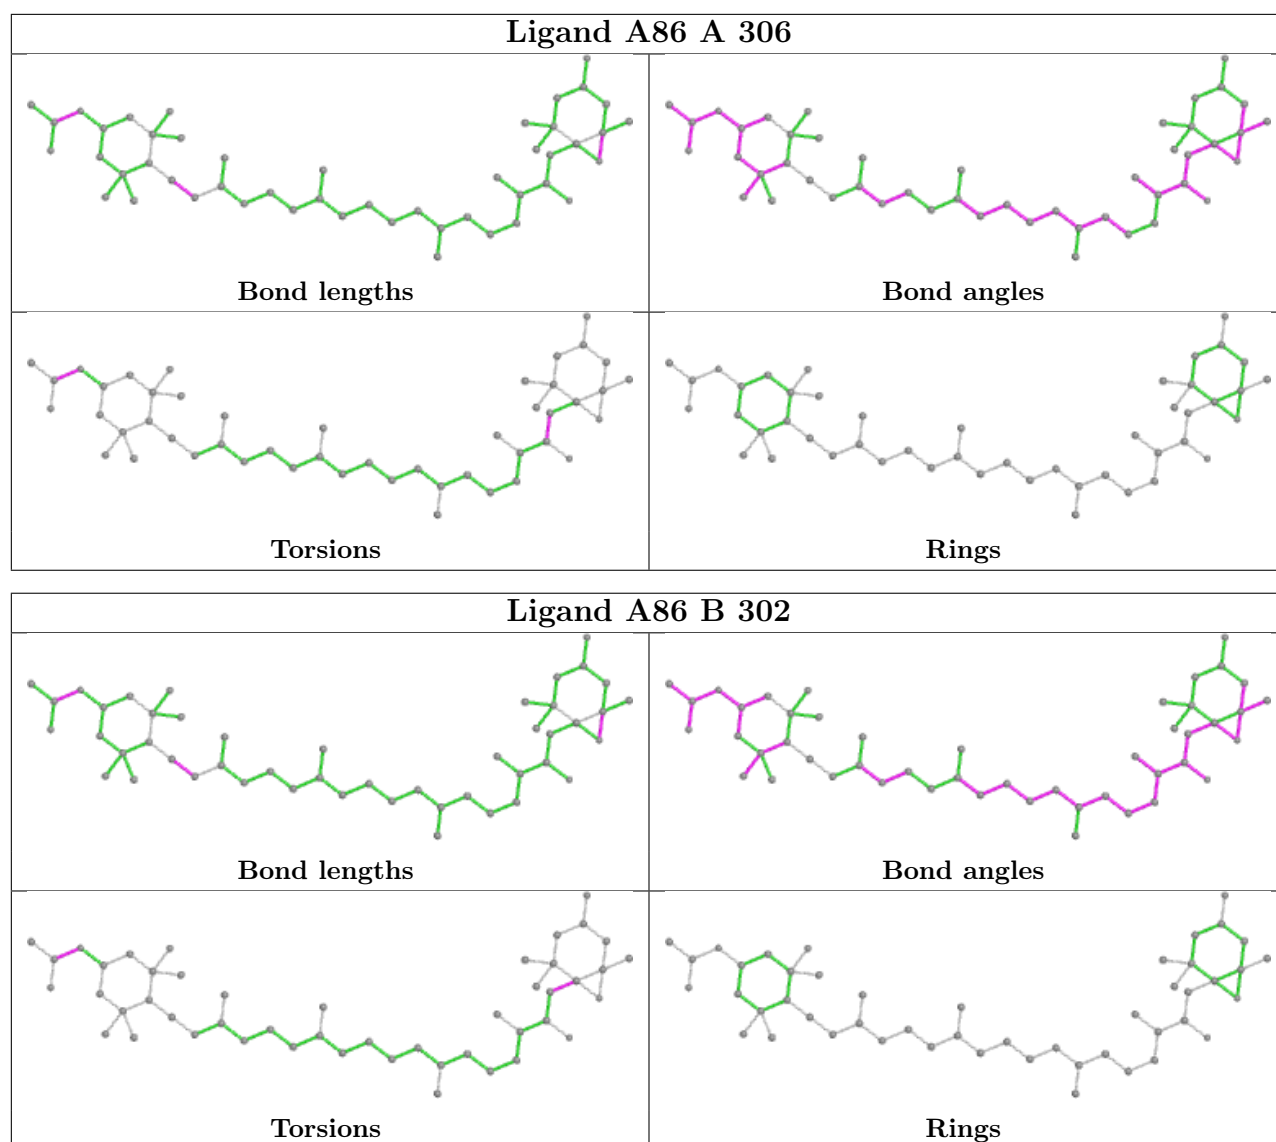 Ligand A86 A 306
Bond lengths
Bond angles
Torsions
Rings
Ligand A86 B 302
Bond lengths
Bond angles
Torsions
Rings